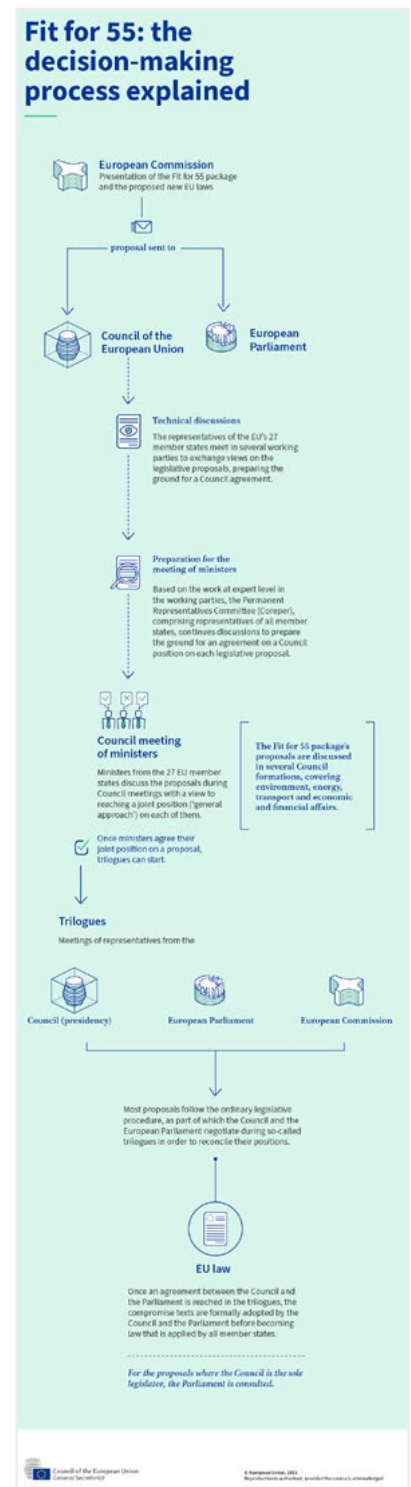 Fit for 55: the
decision-making
process explained
European Commission
Presentation of the Fit for 55 package
and the proposed new EU laws
proposal sent to
Council of the
European Union
European
Parliament
Technical discussions
The representatives of the EU's 27
member states meet in several working
parties to exchange views on the
legislative proposals, preparing the
ground for a Council agreement.
Preparation for the
meeting of ministers
Based on the work at expert level in
the working parties, the Permanent
Representatives Committee (Coreper),
comprising representatives of all member
states, continues discussions to prepare
the ground for an agreement on a Council
position on each legislative proposal.
Council meeting
of ministers
Ministers from the 27 EU member
states discuss the proposals during
Council meetings with a view to
reaching a joint position ('general
approach') on each of them.
The Fit for 55 package's
proposals are discussed
in several Council
formations, covering
environment, energy,
transport and economic
and financial affairs.
Once ministers agree their
joint position on a proposal,
trilogues can start.
Trilogues
Meetings of representatives from the
Council (presidency)
European Parliament
European Commission
Most proposals follow the ordinary legislative
procedure, as part of which the Council and the
European Parliament negotiate during so-called
trilogues in order to reconcile their positions.
EU law
Once an agreement between the Council and
the Parliament is reached in the trilogues, the
compromise texts are formally adopted by the
Council and the Parliament before becoming
law that is applied by all member states.
For the proposals where the Council is the sole
legislator, the Parliament is consulted.
Council of the European Union
General Secretariat
© European Union,
Reproduction is authorised, provided the source is acknowledged